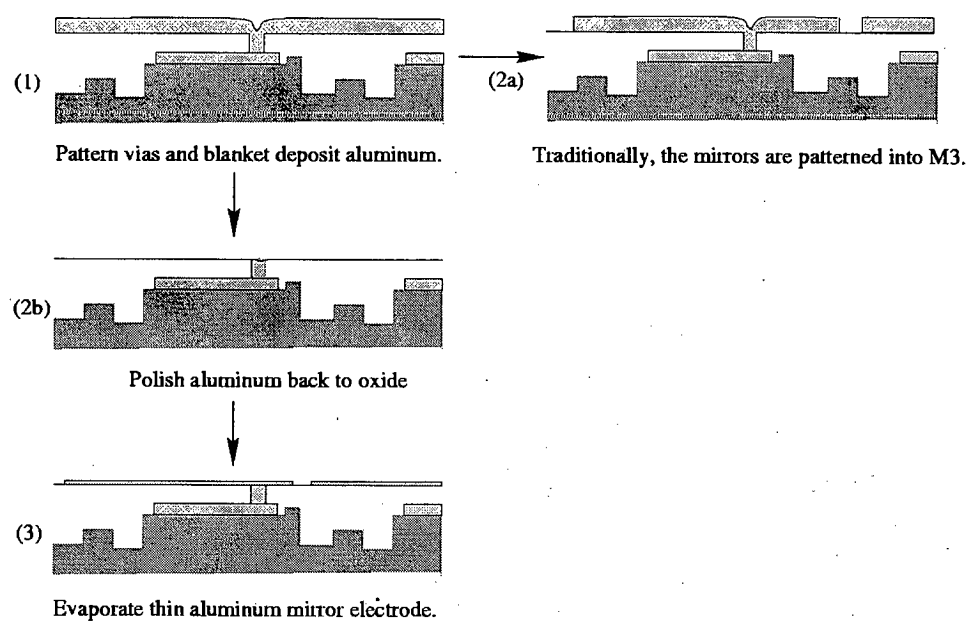 (1)
(2a)
Pattern vias and blanket deposit aluminum.
Traditionally, the mirrors are patterned into M3.
(2b)
Polish aluminum back to oxide
(3)
Evaporate thin aluminum mirror electrode.